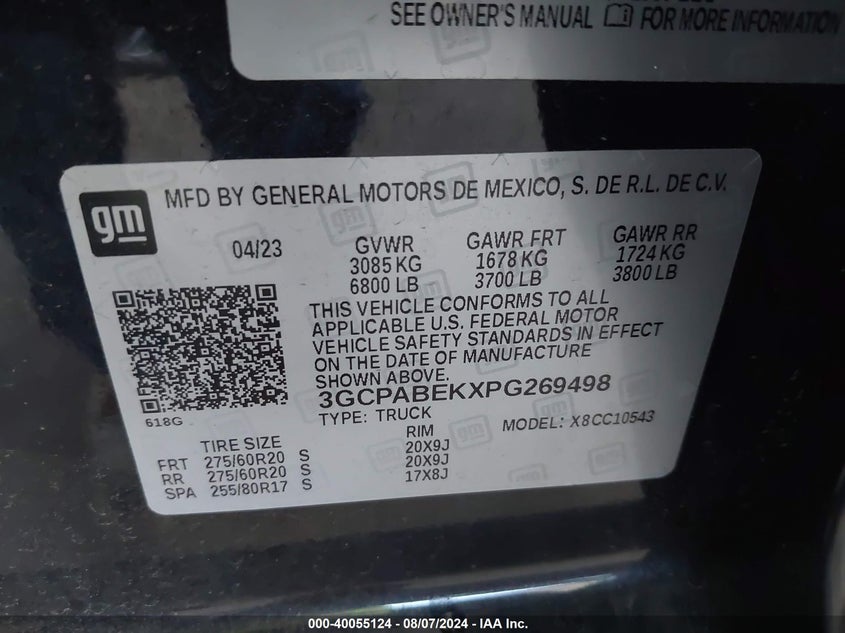 SEE OWNER'S MANUAL FOR MORE INFORMATION
gm
MFD BY GENERAL MOTORS DE MEXICO, S. DE R.L. DE C.V.
04/23 GVWR GAWR FRT GAWR RR
3085 KG 1678 KG 1724 KG
6800 LB 3700 LB 3800 LB
THIS VEHICLE CONFORMS TO ALL
APPLICABLE U.S. FEDERAL MOTOR
VEHICLE SAFETY STANDARDS IN EFFECT
ON THE DATE OF MANUFACTURE
SHOWN ABOVE.
3GCPABEKXPG269498
618G
TYPE: TRUCK MODEL: X8CC10543
TIRE SIZE RIM
FRT 275/60R20 S 20X9J
RR 275/60R20 S 20X9J
SPA 255/80R17 S 17X8J
000-40055124 - 08/07/2024 - IAA Inc.